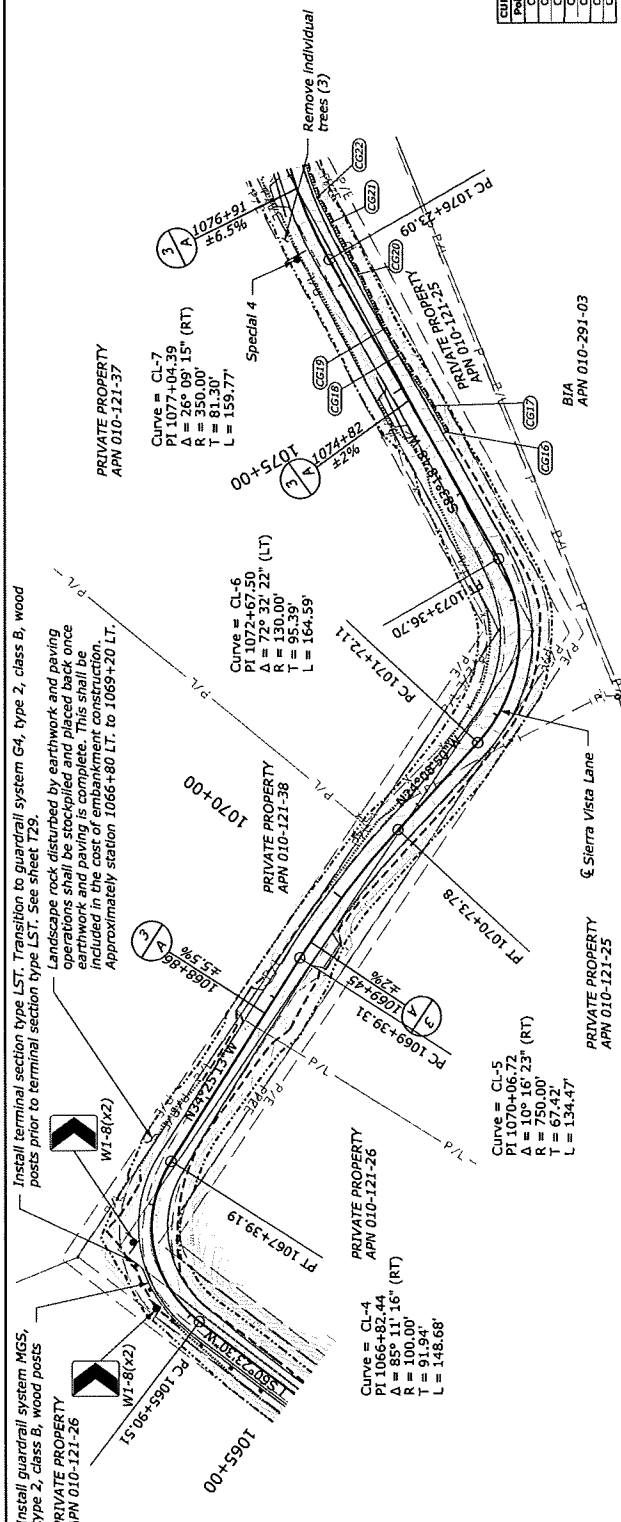 Install terminal section type LST. Transition to guardrail system G4, type 2, class B, wood
posts prior to terminal section type LST. See sheet T29.
Landscape rock disturbed by earthwork and paving
operations shall be stockpiled and placed back once
earthwork and paving is complete. This shall be
included in the cost of embankment construction.
Approximately station 1066+80 LT. to 1069+20 LT.
Install guardrail system MGS,
type 2, class B, wood posts
PRIVATE PROPERTY
APN 010-121-26
W1-8(x2)
W1-8(x2)
PC 1065+90.51
S60°23'30"W
1065+00
PT 1067+39.19
N34°25'13"W
Curve = CL-4
PI 1066+82.44
Δ = 85° 11' 16" (RT)
R = 100.00'
T = 91.94'
L = 148.68'
PRIVATE PROPERTY
APN 010-121-26
3
A
1068+86
±5.5%
3
A
1069+45
±2%
PC 1069+39.31
P/L
P/L
Curve = CL-5
PI 1070+06.72
Δ = 10° 16' 23" (RT)
R = 750.00'
T = 67.42'
L = 134.47'
PRIVATE PROPERTY
APN 010-121-25
1070+00
PRIVATE PROPERTY
APN 010-121-38
P/L
P/L
P/L
PT 1070+73.78
N24°08'50"W
PC 1071+72.11
℄ Sierra Vista Lane
Curve = CL-6
PI 1072+67.50
Δ = 72° 32' 22" (LT)
R = 130.00'
T = 95.39'
L = 164.59'
PT 1073+36.70
1075+00
3
A
1074+82
±2%
PRIVATE PROPERTY
APN 010-121-37
Curve = CL-7
PI 1077+04.39
Δ = 26° 09' 15" (RT)
R = 350.00'
T = 81.30'
L = 159.77'
3
A
1076+91
±6.5%
Special 4
Remove individual
trees (3)
CG16
CG17
CG18
CG19
CG20
CG21
CG22
P/E
PC 1076+23.09
PRIVATE PROPERTY
APN 010-121-25
BIA
APN 010-291-03